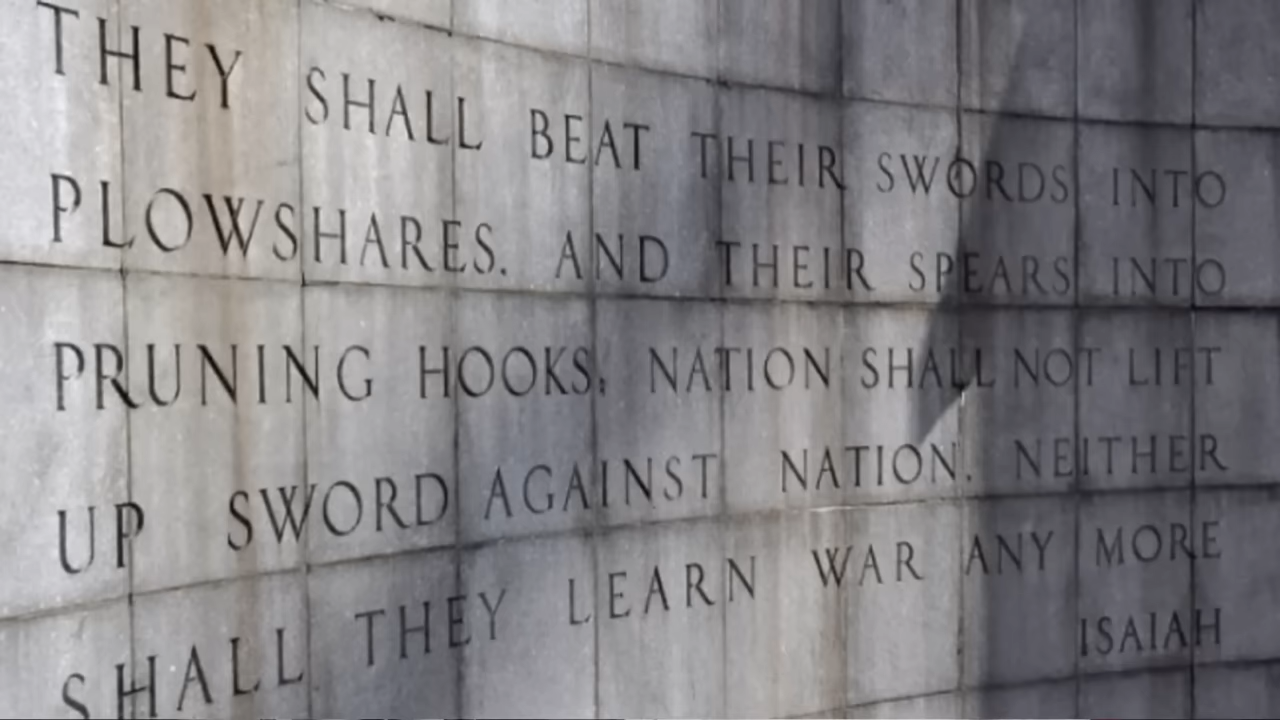 THEY SHALL BEAT THEIR SWORDS INTO
PLOWSHARES. AND THEIR SPEARS INTO
PRUNING HOOKS: NATION SHALL NOT LIFT
UP SWORD AGAINST NATION. NEITHER
SHALL THEY LEARN WAR ANY MORE
ISAIAH